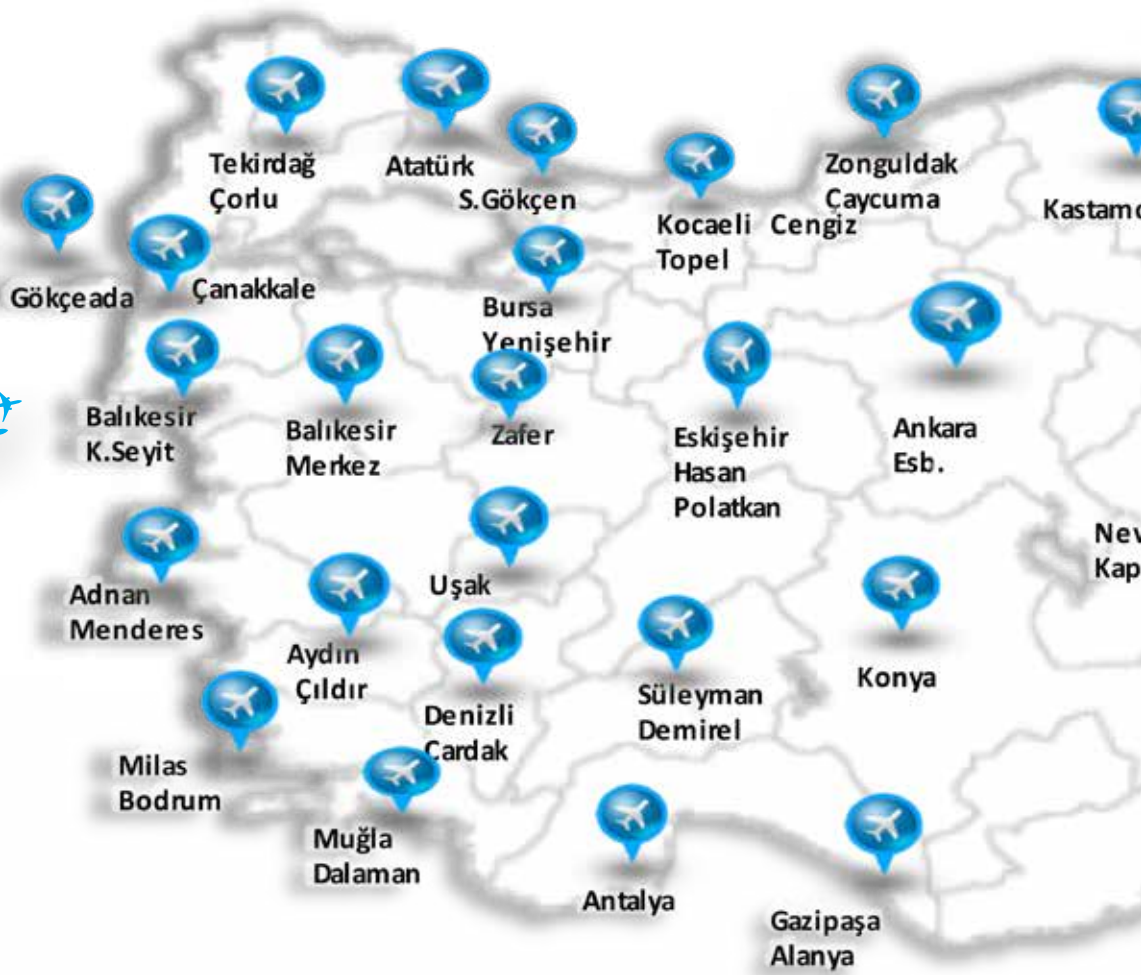 Tekirdağ
Çorlu
Atatürk
S.Gökçen
Kocaeli Cengiz
Topel
Zonguldak
Çaycuma
Gökçeada
Çanakkale
Bursa
Yenişehir
Balıkesir
K.Seyit
Balıkesir
Merkez
Zafer
Eskişehir
Hasan
Polatkan
Ankara
Esb.
Adnan
Menderes
Uşak
Aydın
Çıldır
Denizli
Çardak
Süleyman
Demirel
Konya
Milas
Bodrum
Muğla
Dalaman
Antalya
Gazipaşa
Alanya